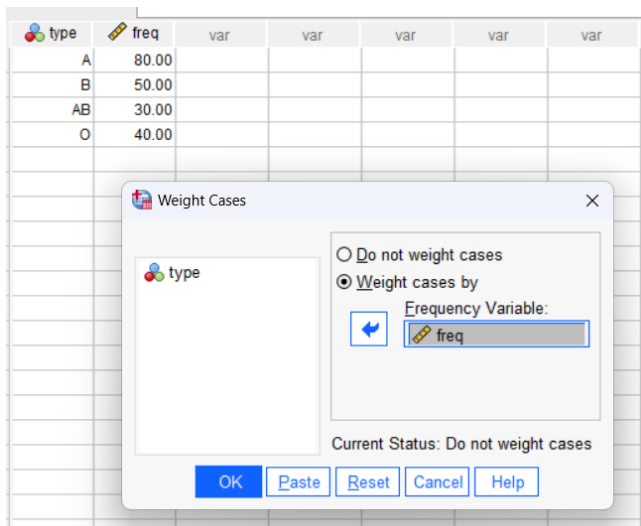 type freq var var var var var
A 80.00
B 50.00
AB 30.00
O 40.00
Weight Cases
type
Do not weight cases
Weight cases by
Frequency Variable:
freq
Current Status: Do not weight cases
OK Paste Reset Cancel Help